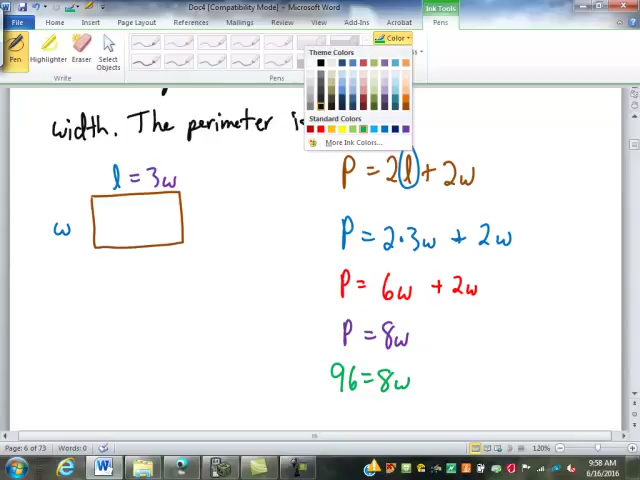 Doc4 [Compatibility Mode] - Microsoft Word
Ink Tools
File Home Insert Page Layout References Mailings Review View Add-Ins Acrobat Pens
Pen Highlighter Eraser Select Objects
Color
Write
Pens
Theme Colors
Standard Colors
More Ink Colors...
width. The perimeter is
l = 3w
w
P = 2l + 2w
P = 2·3w + 2w
P = 6w + 2w
P = 8w
96 = 8w
Page: 6 of 73 Words: 0
120%
9:58 AM
6/16/2016